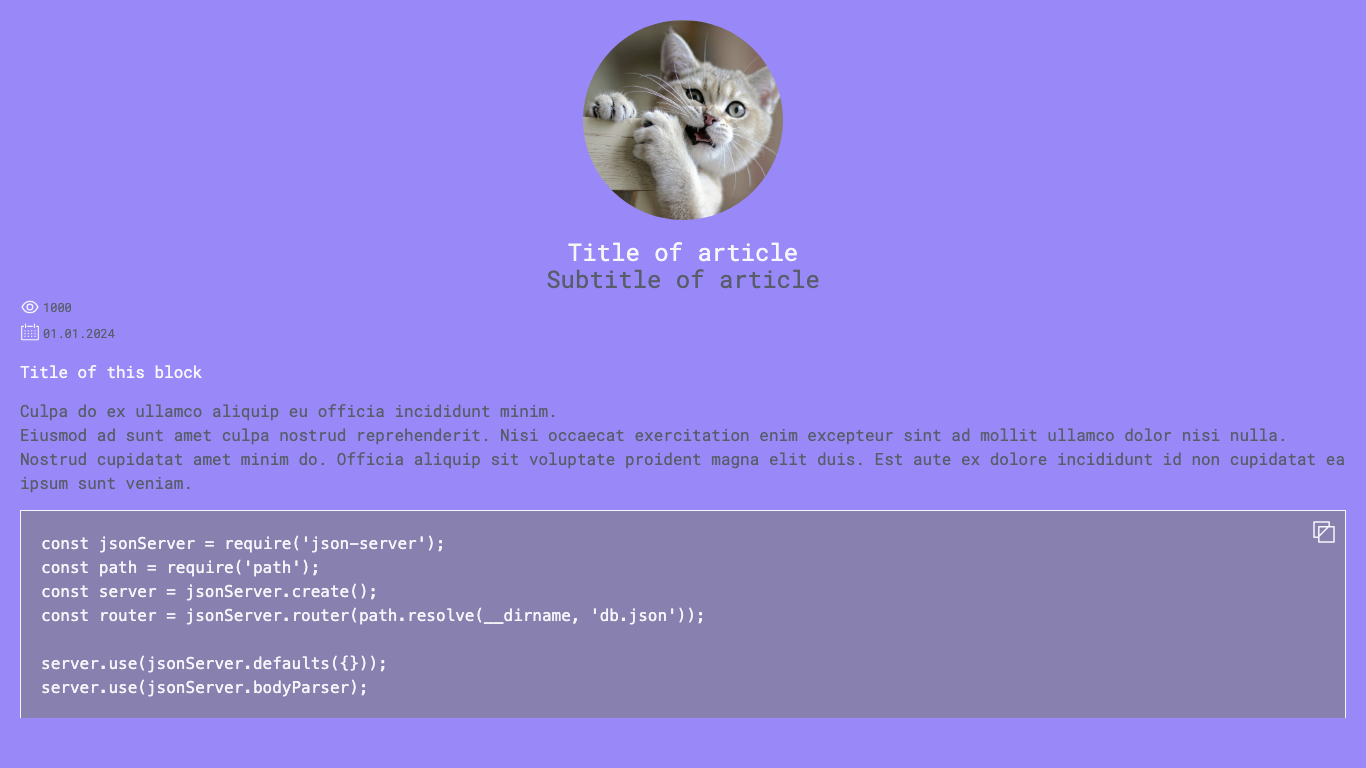 Title of article
Subtitle of article
1000
01.01.2024
Title of this block
Culpa do ex ullamco aliquip eu officia incididunt minim.
Eiusmod ad sunt amet culpa nostrud reprehenderit. Nisi occaecat exercitation enim excepteur sint ad mollit ullamco dolor nisi nulla.
Nostrud cupidatat amet minim do. Officia aliquip sit voluptate proident magna elit duis. Est aute ex dolore incididunt id non cupidatat ea
ipsum sunt veniam.
const jsonServer = require('json-server');
const path = require('path');
const server = jsonServer.create();
const router = jsonServer.router(path.resolve(__dirname, 'db.json'));
server.use(jsonServer.defaults({}));
server.use(jsonServer.bodyParser);